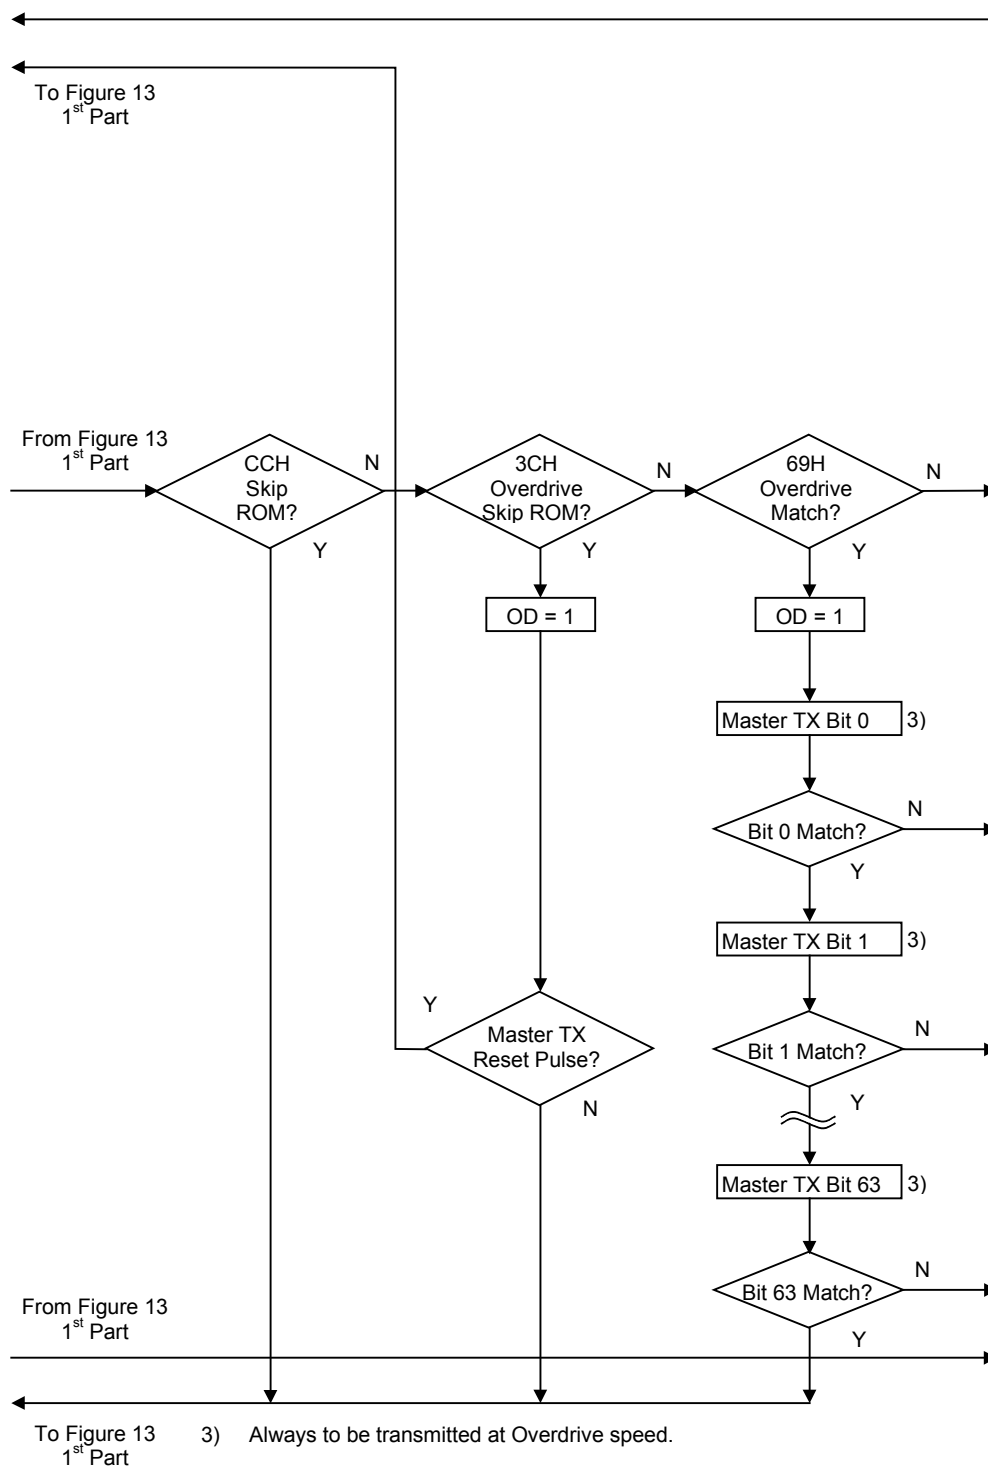 To Figure 13
1st Part
From Figure 13
1st Part
CCH
Skip
ROM?
N
Y
3CH
Overdrive
Skip ROM?
N
Y
69H
Overdrive
Match?
N
Y
OD = 1
OD = 1
Master TX Bit 0
3)
Bit 0 Match?
N
Y
Master TX Bit 1
3)
Y
Master TX
Reset Pulse?
N
Bit 1 Match?
N
Y
Master TX Bit 63
3)
Bit 63 Match?
N
Y
From Figure 13
1st Part
To Figure 13
1st Part
3) Always to be transmitted at Overdrive speed.